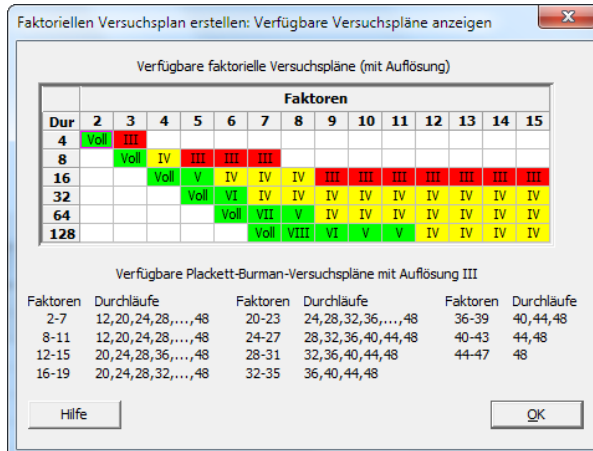 Faktoriellen Versuchsplan erstellen: Verfügbare Versuchspläne anzeigen
Verfügbare faktorielle Versuchspläne (mit Auflösung)
Faktoren
Dur 2 3 4 5 6 7 8 9 10 11 12 13 14 15
4 Voll III
8 Voll IV III III III
16 Voll V IV IV IV III III III III III III III
32 Voll VI IV IV IV IV IV IV IV IV IV
64 Voll VII V IV IV IV IV IV IV IV
128 Voll VIII VI V V IV IV IV IV
Verfügbare Plackett-Burman-Versuchspläne mit Auflösung III
Faktoren Durchläufe Faktoren Durchläufe Faktoren Durchläufe
2-7 12,20,24,28,...,48 20-23 24,28,32,36,...,48 36-39 40,44,48
8-11 12,20,24,28,...,48 24-27 28,32,36,40,44,48 40-43 44,48
12-15 20,24,28,36,...,48 28-31 32,36,40,44,48 44-47 48
16-19 20,24,28,32,...,48 32-35 36,40,44,48
Hilfe OK